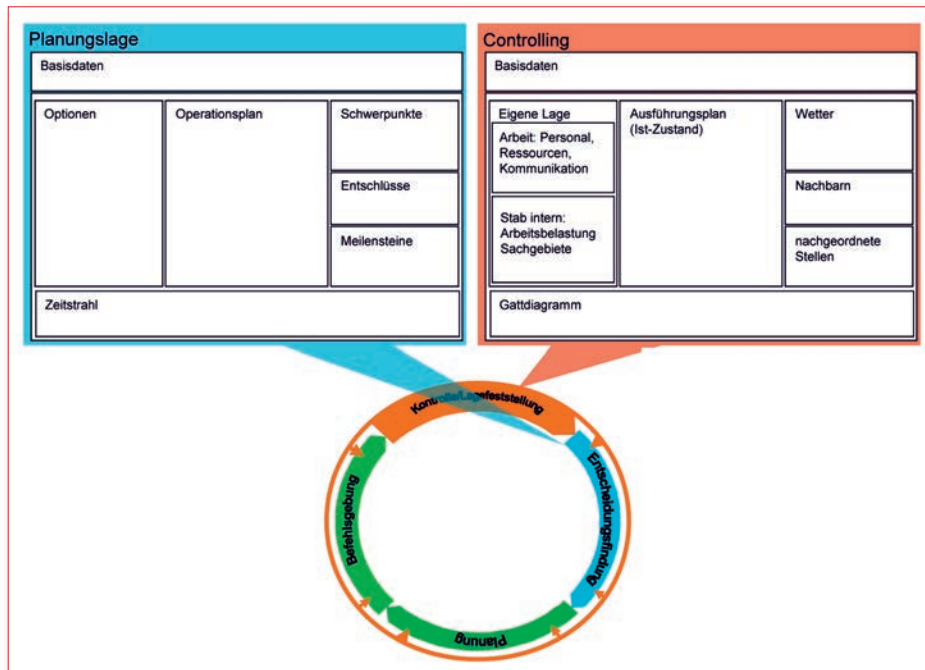 Planungslage
Basisdaten
Optionen
Operationsplan
Schwerpunkte
Entschlüsse
Meilensteine
Zeitstrahl
Controlling
Basisdaten
Eigene Lage
Arbeit: Personal,
Ressourcen,
Kommunikation
Stab intern:
Arbeitsbelastung
Sachgebiete
Ausführungsplan
(Ist-Zustand)
Wetter
Nachbarn
nachgeordnete
Stellen
Gattdiagramm
Kontrolle/Lagefeststellung
Entscheidungsfindung
Planung
Befehlsgebung